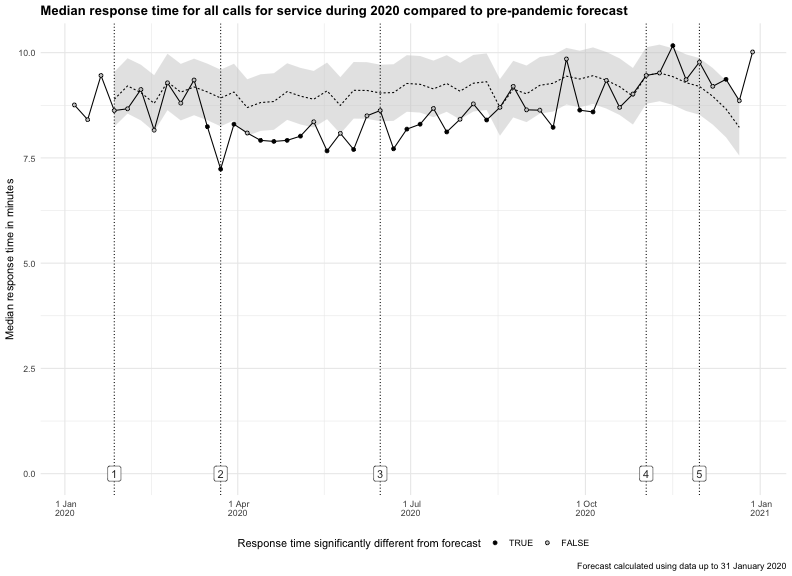 Median response time for all calls for service during 2020 compared to pre-pandemic forecast
Median response time in minutes
10.0
7.5
5.0
2.5
0.0
1
2
3
4
5
1 Jan
2020
1 Apr
2020
1 Jul
2020
1 Oct
2020
1 Jan
2021
Response time significantly different from forecast TRUE FALSE
Forecast calculated using data up to 31 January 2020